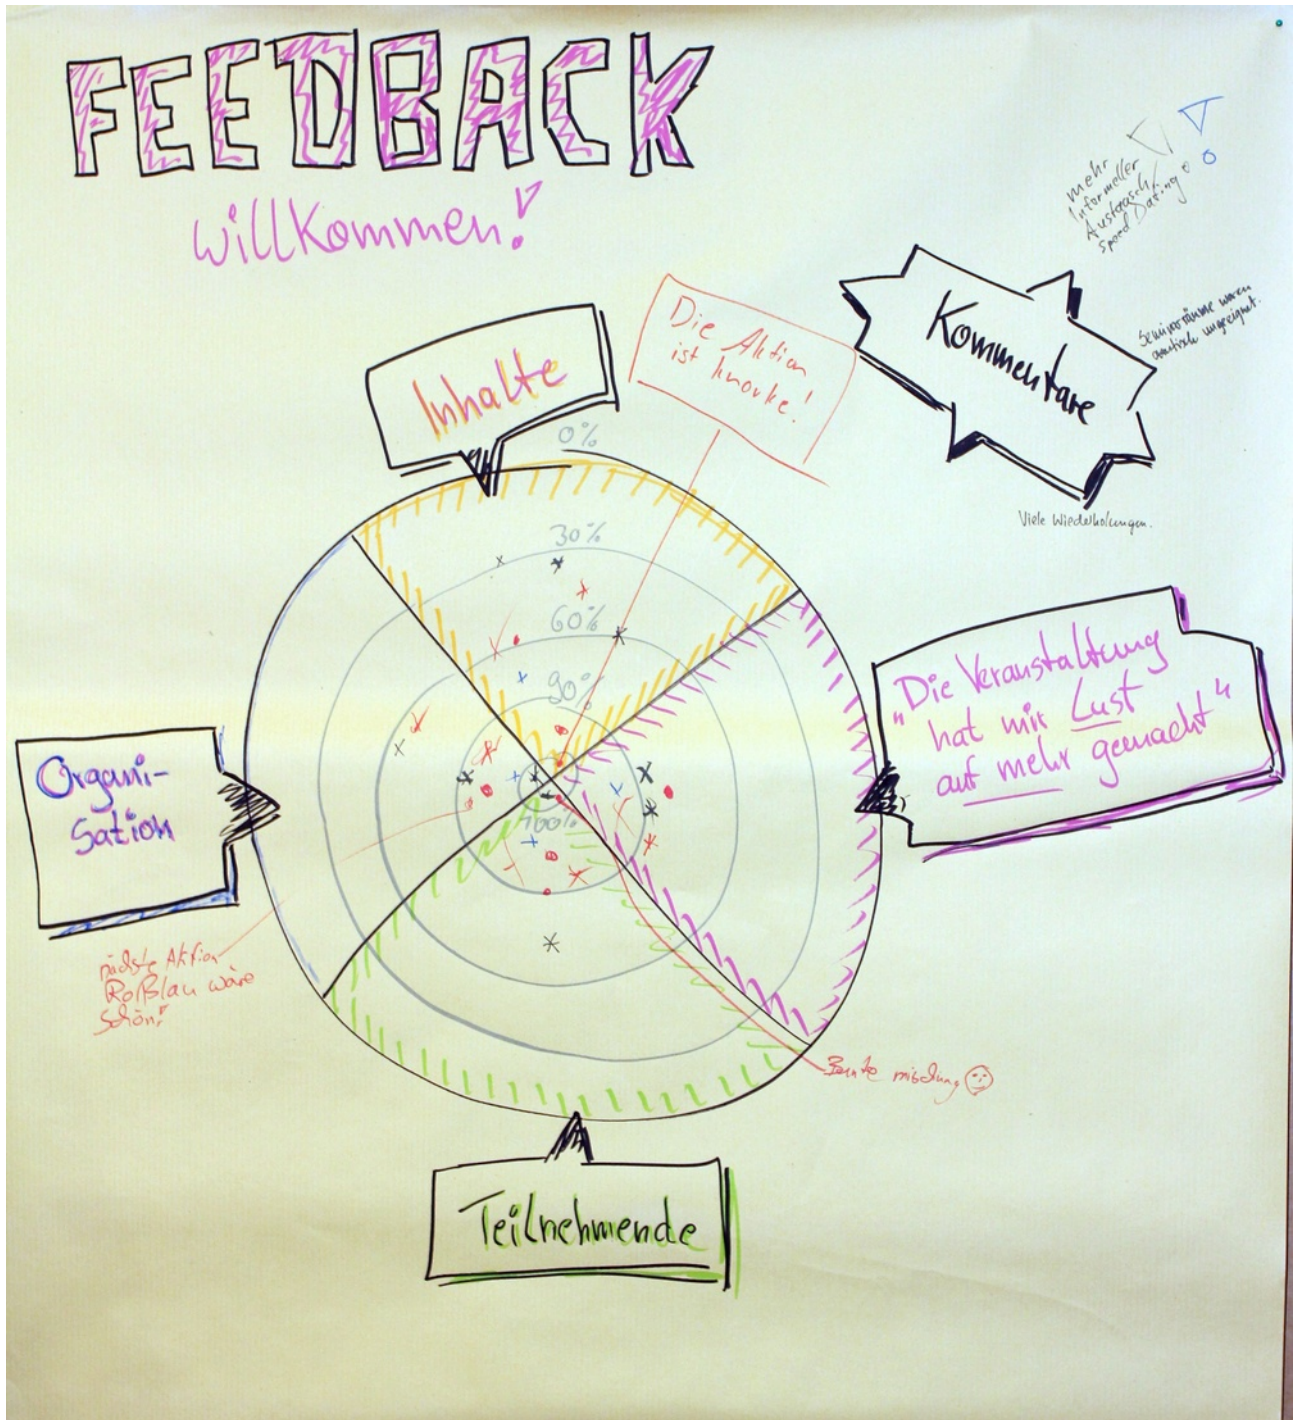 FEEDBACK
willkommen!
mehr
informeller
Austausch/
Speed Dating
Kommentare
Seminarräume waren
akustisch ungeeignet.
Viele Wiederholungen.
Die Aktion
ist knorke!
Inhalte
0%
30%
60%
90%
100%
„Die Veranstaltung
hat mir Lust
auf mehr gemacht“
Organi-
sation
nächste Aktion
Roßlau wäre
schön!
Bunte mischung
Teilnehmende